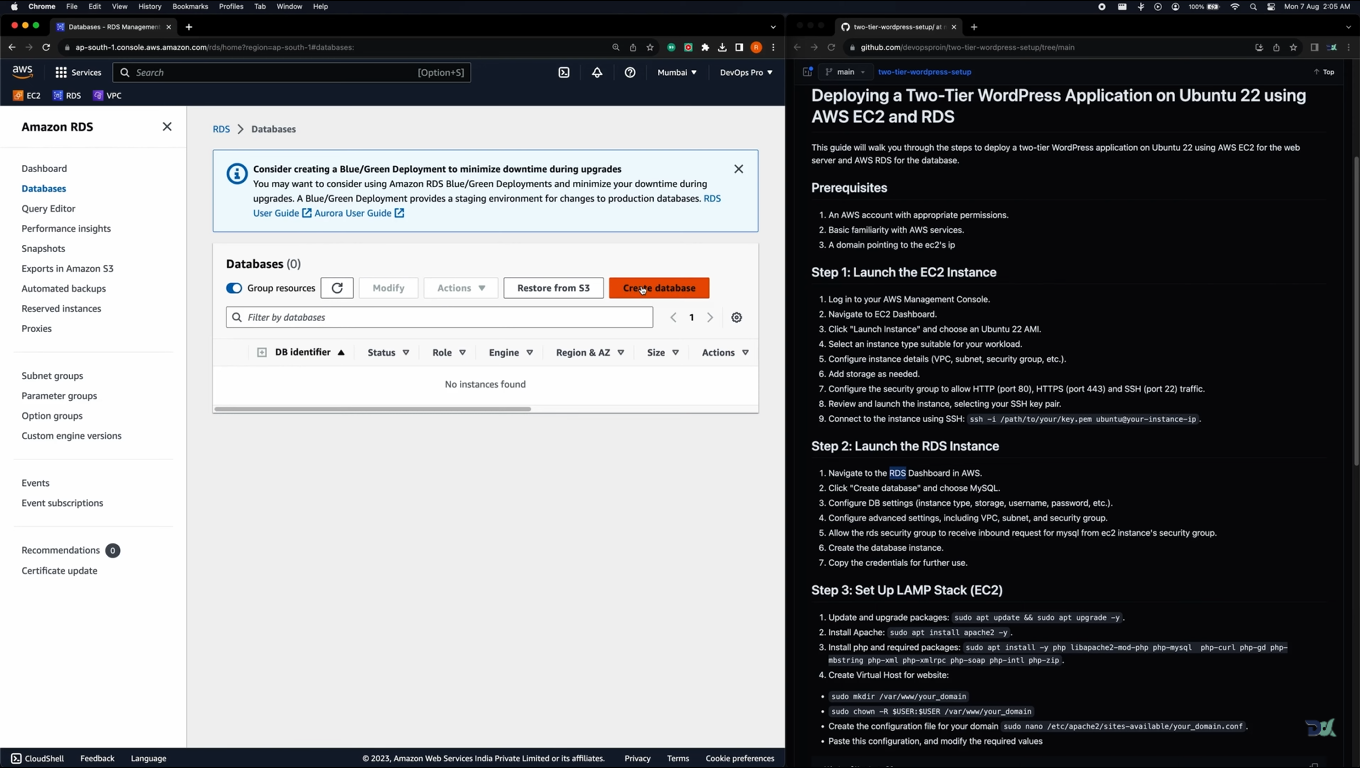 Chrome File Edit View History Bookmarks Profiles Tab Window Help
100% Mon 7 Aug 2:05 AM
Databases - RDS Management
ap-south-1.console.aws.amazon.com/rds/home?region=ap-south-1#databases:
aws Services Search [Option+S] Mumbai DevOps Pro
EC2 RDS VPC
Amazon RDS
Dashboard
Databases
Query Editor
Performance insights
Snapshots
Exports in Amazon S3
Automated backups
Reserved instances
Proxies
Subnet groups
Parameter groups
Option groups
Custom engine versions
Events
Event subscriptions
Recommendations 0
Certificate update
RDS > Databases
Consider creating a Blue/Green Deployment to minimize downtime during upgrades
You may want to consider using Amazon RDS Blue/Green Deployments and minimize your downtime during
upgrades. A Blue/Green Deployment provides a staging environment for changes to production databases. RDS
User Guide Aurora User Guide
Databases (0)
Group resources Modify Actions Restore from S3 Create database
Filter by databases 1
DB identifier Status Role Engine Region & AZ Size Actions
No instances found
CloudShell Feedback Language © 2023, Amazon Web Services India Private Limited or its affiliates. Privacy Terms Cookie preferences
two-tier-wordpress-setup/ at
github.com/devopsproin/two-tier-wordpress-setup/tree/main
main two-tier-wordpress-setup Top
Deploying a Two-Tier WordPress Application on Ubuntu 22 using
AWS EC2 and RDS
This guide will walk you through the steps to deploy a two-tier WordPress application on Ubuntu 22 using AWS EC2 for the web
server and AWS RDS for the database.
Prerequisites
1. An AWS account with appropriate permissions.
2. Basic familiarity with AWS services.
3. A domain pointing to the ec2's ip
Step 1: Launch the EC2 Instance
1. Log in to your AWS Management Console.
2. Navigate to EC2 Dashboard.
3. Click "Launch Instance" and choose an Ubuntu 22 AMI.
4. Select an instance type suitable for your workload.
5. Configure instance details (VPC, subnet, security group, etc.).
6. Add storage as needed.
7. Configure the security group to allow HTTP (port 80), HTTPS (port 443) and SSH (port 22) traffic.
8. Review and launch the instance, selecting your SSH key pair.
9. Connect to the instance using SSH: ssh -i /path/to/your/key.pem ubuntu@your-instance-ip .
Step 2: Launch the RDS Instance
1. Navigate to the RDS Dashboard in AWS.
2. Click "Create database" and choose MySQL.
3. Configure DB settings (instance type, storage, username, password, etc.).
4. Configure advanced settings, including VPC, subnet, and security group.
5. Allow the rds security group to receive inbound request for mysql from ec2 instance's security group.
6. Create the database instance.
7. Copy the credentials for further use.
Step 3: Set Up LAMP Stack (EC2)
1. Update and upgrade packages: sudo apt update && sudo apt upgrade -y .
2. Install Apache: sudo apt install apache2 -y .
3. Install php and required packages: sudo apt install -y php libapache2-mod-php php-mysql php-curl php-gd php-
mbstring php-xml php-xmlrpc php-soap php-intl php-zip .
4. Create Virtual Host for website:
• sudo mkdir /var/www/your_domain
• sudo chown -R $USER:$USER /var/www/your_domain
• Create the configuration file for your domain sudo nano /etc/apache2/sites-available/your_domain.conf .
• Paste this configuration, and modify the required values